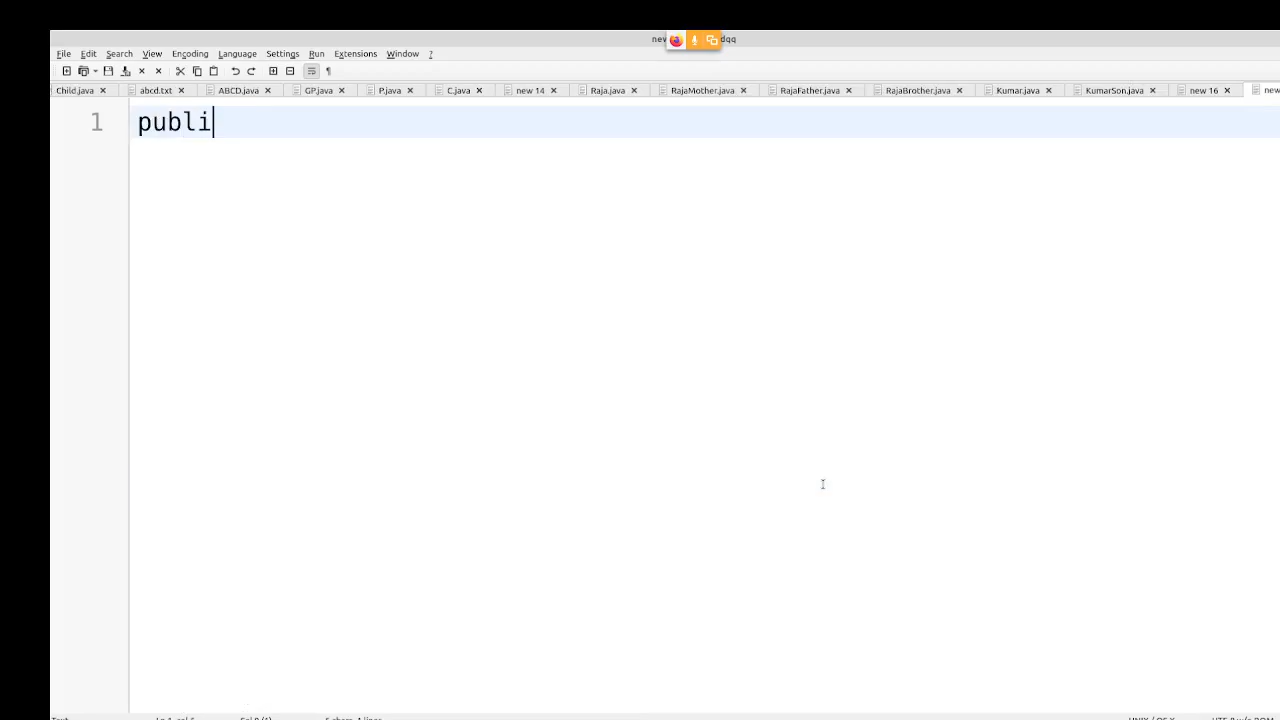 dqq
File Edit Search View Encoding Language Settings Run Extensions Window ?
Child.java abcd.txt ABCD.java GP.java P.java C.java new 14 Raja.java RajaMother.java RajaFather.java RajaBrother.java Kumar.java KumarSon.java new 16 new
1 publi